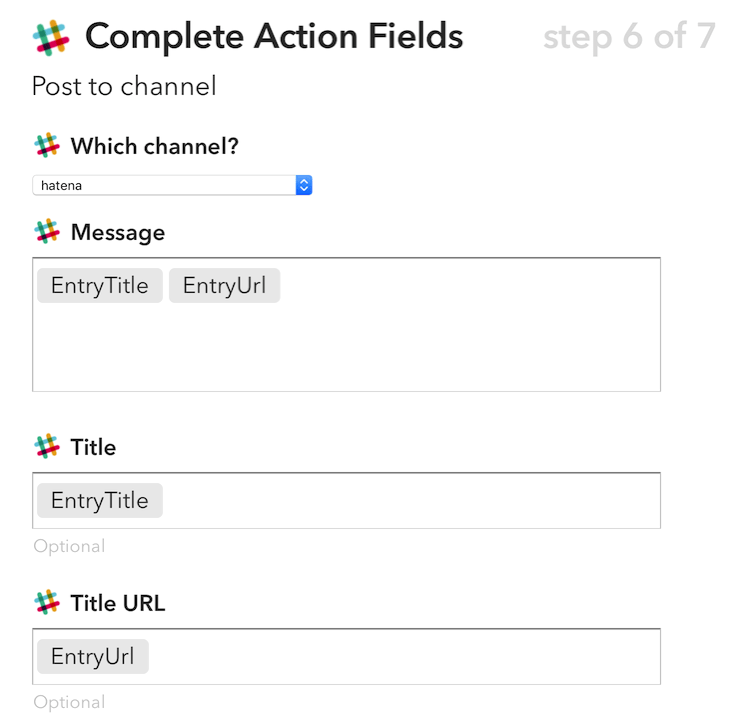 Complete Action Fields step 6 of 7
Post to channel
Which channel?
hatena
Message
EntryTitle EntryUrl
Title
EntryTitle
Optional
Title URL
EntryUrl
Optional